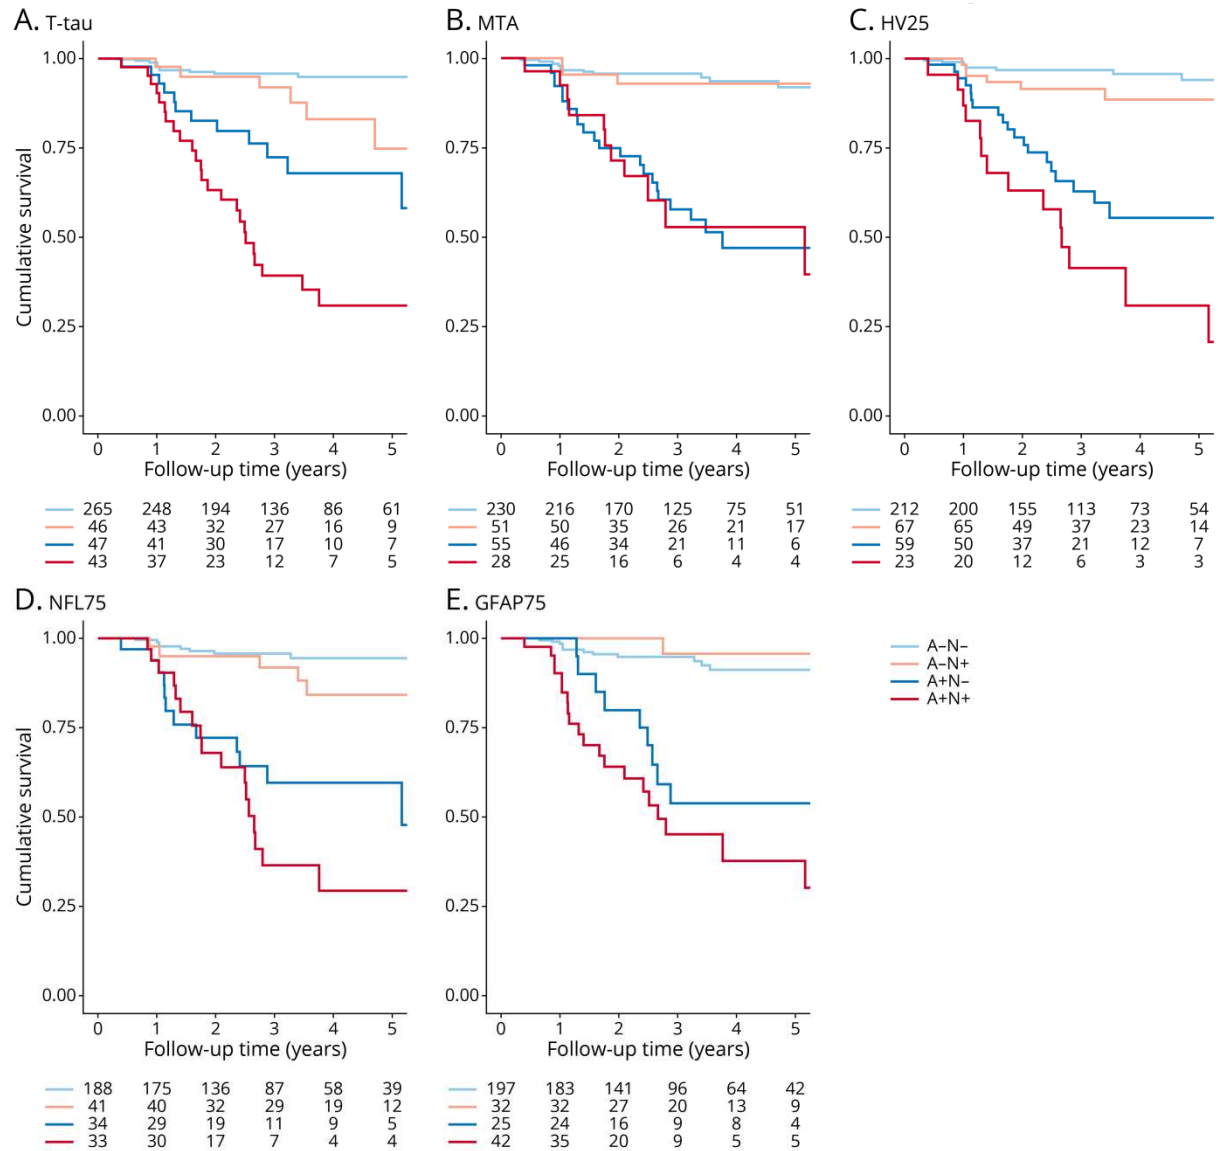 A. T-tau
B. MTA
C. HV25
Cumulative survival
1.00
0.75
0.50
0.25
0.00
0 1 2 3 4 5
Follow-up time (years)
265 248 194 136 86 61
46 43 32 27 16 9
47 41 30 17 10 7
43 37 23 12 7 5
1.00
0.75
0.50
0.25
0.00
0 1 2 3 4 5
Follow-up time (years)
230 216 170 125 75 51
51 50 35 26 21 17
55 46 34 21 11 6
28 25 16 6 4 4
1.00
0.75
0.50
0.25
0.00
0 1 2 3 4 5
Follow-up time (years)
212 200 155 113 73 54
67 65 49 37 23 14
59 50 37 21 12 7
23 20 12 6 3 3
D. NFL75
E. GFAP75
Cumulative survival
1.00
0.75
0.50
0.25
0.00
0 1 2 3 4 5
Follow-up time (years)
188 175 136 87 58 39
41 40 32 29 19 12
34 29 19 11 9 5
33 30 17 7 4 4
1.00
0.75
0.50
0.25
0.00
0 1 2 3 4 5
Follow-up time (years)
197 183 141 96 64 42
32 32 27 20 13 9
25 24 16 9 8 4
42 35 20 9 5 5
A–N–
A–N+
A+N–
A+N+